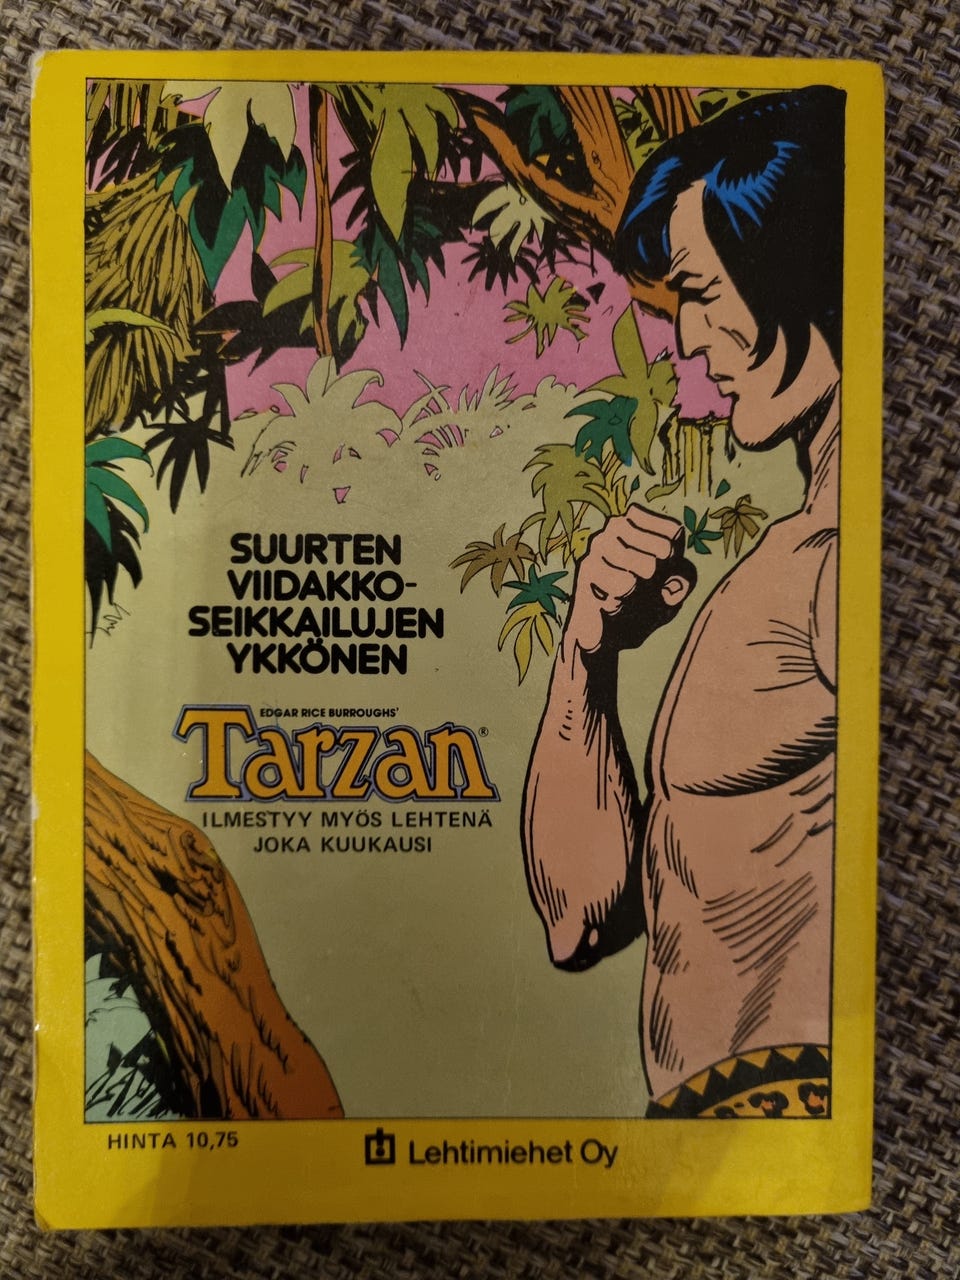 SUURTEN
VIIDAKKO-
SEIKKAILUJEN
YKKÖNEN
EDGAR RICE BURROUGHS'
Tarzan®
ILMESTYY MYÖS LEHTENÄ
JOKA KUUKAUSI
HINTA 10,75
Lehtimiehet Oy